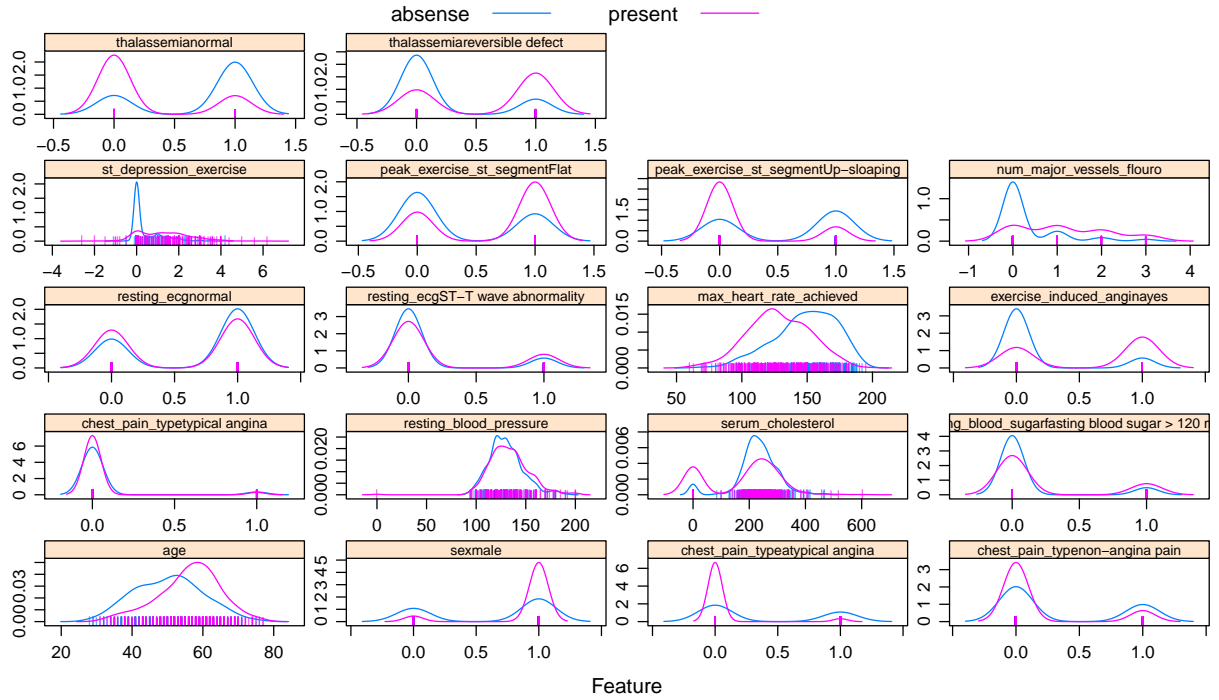 absense present
thalassemianormal thalassemiareversible defect
0.0 1.0 2.0 0.0 1.0 2.0
−0.5 0.0 0.5 1.0 1.5 −0.5 0.0 0.5 1.0 1.5
st_depression_exercise peak_exercise_st_segmentFlat peak_exercise_st_segmentUp−sloaping num_major_vessels_flouro
0.0 1.0 2.0 0.0 1.0 2.0 0.0 1.5 0.0 1.0
−4 −2 0 2 4 6 −0.5 0.0 0.5 1.0 1.5 −0.5 0.0 0.5 1.0 1.5 −1 0 1 2 3 4
resting_ecgnormal resting_ecgST−T wave abnormality max_heart_rate_achieved exercise_induced_anginayes
0.0 1.0 2.0 0 1 2 3 0.000 0.015 0 1 2 3
0.0 0.5 1.0 0.0 0.5 1.0 50 100 150 200 0.0 0.5 1.0
chest_pain_typetypical angina resting_blood_pressure serum_cholesterol ng_blood_sugarfasting blood sugar > 120 m
0 2 4 6 0.000 0.020 0.000 0.006 0 1 2 3 4
0.0 0.5 1.0 0 50 100 150 200 0 200 400 600 0.0 0.5 1.0
age sexmale chest_pain_typeatypical angina chest_pain_typenon−angina pain
0.00 0.03 0 1 2 3 4 5 0 2 4 6 0 1 2 3
20 40 60 80 0.0 0.5 1.0 0.0 0.5 1.0 0.0 0.5 1.0
Feature